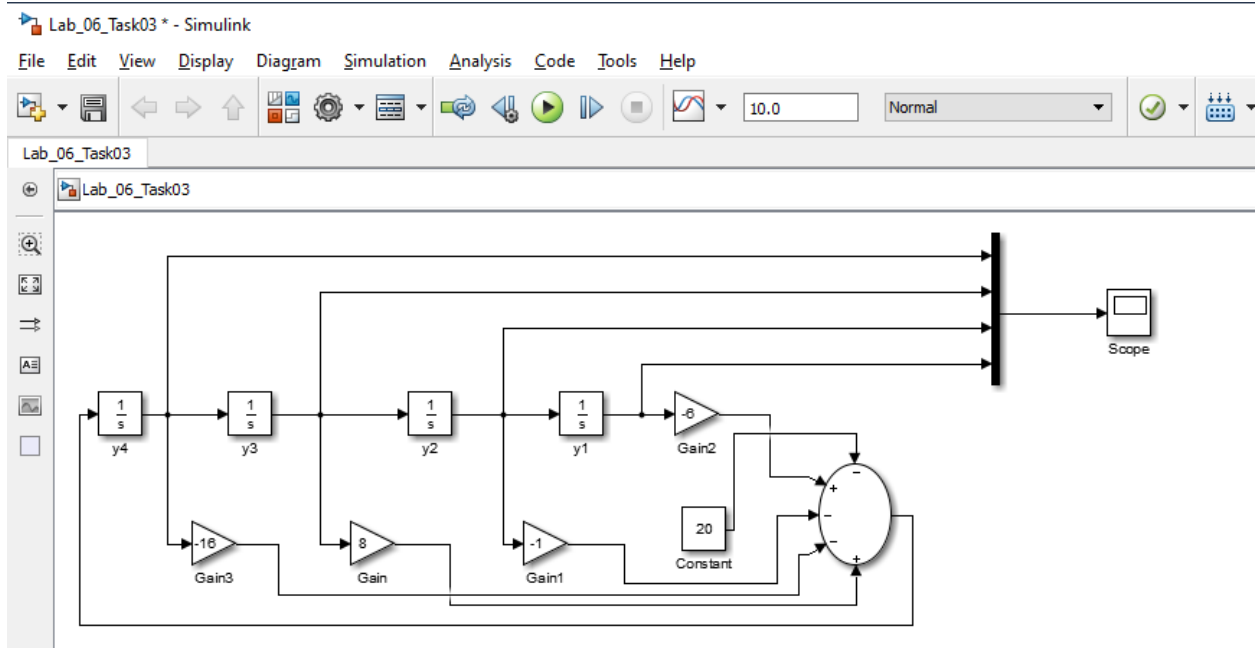 Lab_06_Task03 * - Simulink
File Edit View Display Diagram Simulation Analysis Code Tools Help
10.0 Normal
Lab_06_Task03
Lab_06_Task03
Scope
1
s
y4
1
s
y3
1
s
y2
1
s
y1
-6
Gain2
-
+
-
-
+
20
Constant
-16
Gain3
8
Gain
-1
Gain1